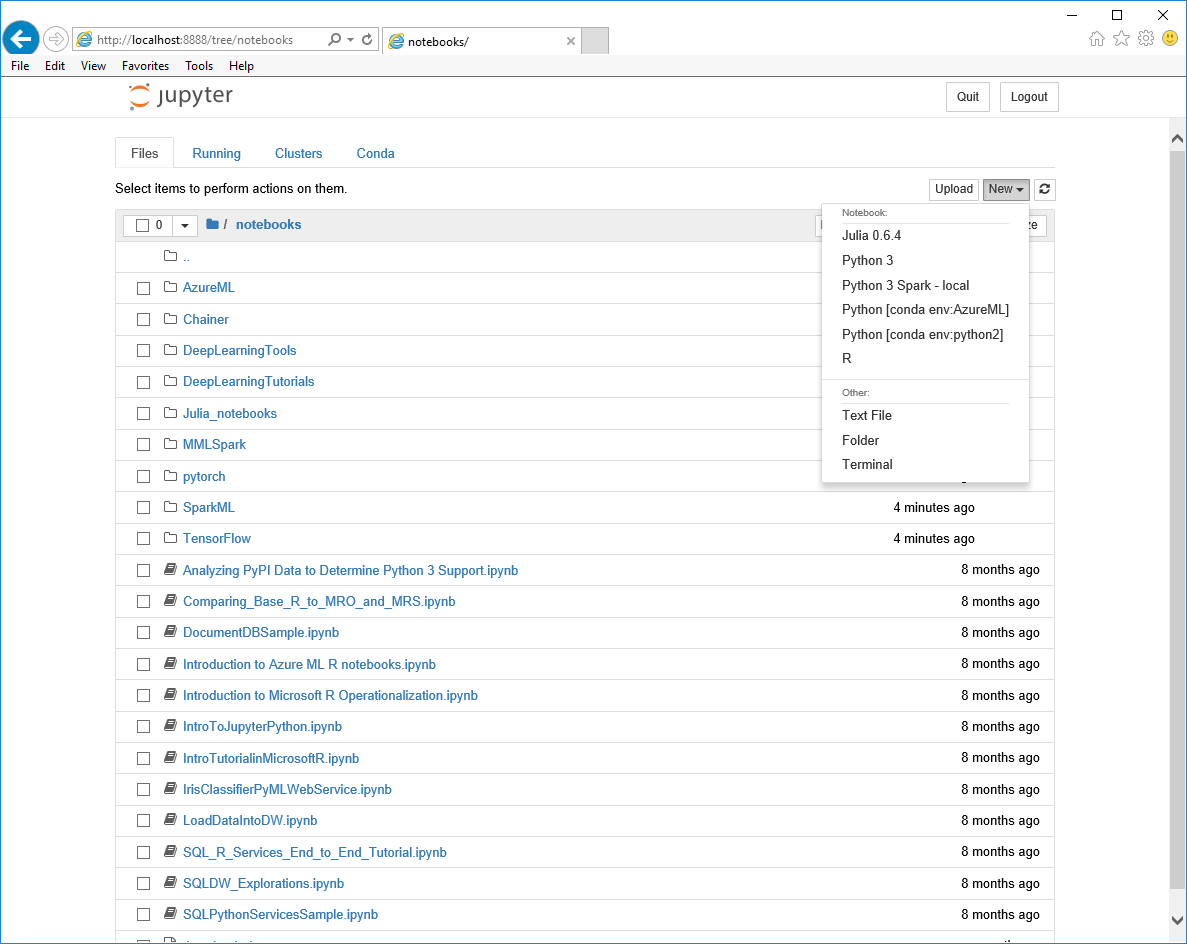 http://localhost:8888/tree/notebooks
notebooks/
File Edit View Favorites Tools Help
jupyter
Quit Logout
Files Running Clusters Conda
Select items to perform actions on them.
Upload New
0 / notebooks
Notebook:
Julia 0.6.4
Python 3
Python 3 Spark - local
Python [conda env:AzureML]
Python [conda env:python2]
R
Other:
Text File
Folder
Terminal
..
AzureML
Chainer
DeepLearningTools
DeepLearningTutorials
Julia_notebooks
MMLSpark
pytorch
SparkML 4 minutes ago
TensorFlow 4 minutes ago
Analyzing PyPI Data to Determine Python 3 Support.ipynb 8 months ago
Comparing_Base_R_to_MRO_and_MRS.ipynb 8 months ago
DocumentDBSample.ipynb 8 months ago
Introduction to Azure ML R notebooks.ipynb 8 months ago
Introduction to Microsoft R Operationalization.ipynb 8 months ago
IntroToJupyterPython.ipynb 8 months ago
IntroTutorialinMicrosoftR.ipynb 8 months ago
IrisClassifierPyMLWebService.ipynb 8 months ago
LoadDataIntoDW.ipynb 8 months ago
SQL_R_Services_End_to_End_Tutorial.ipynb 8 months ago
SQLDW_Explorations.ipynb 8 months ago
SQLPythonServicesSample.ipynb 8 months ago